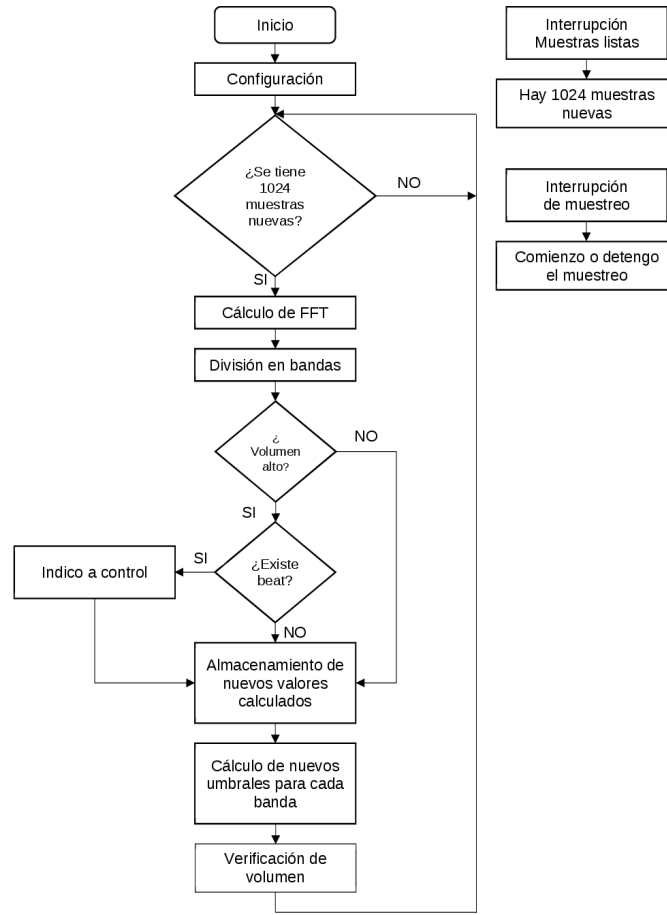 Inicio
Configuración
¿Se tiene
1024
muestras
nuevas?
NO
SI
Cálculo de FFT
División en bandas
¿
Volumen
alto?
NO
SI
¿Existe
beat?
SI
Indico a control
NO
Almacenamiento de
nuevos valores
calculados
Cálculo de nuevos
umbrales para cada
banda
Verificación de
volumen
Interrupción
Muestras listas
Hay 1024 muestras
nuevas
Interrupción
de muestreo
Comienzo o detengo
el muestreo